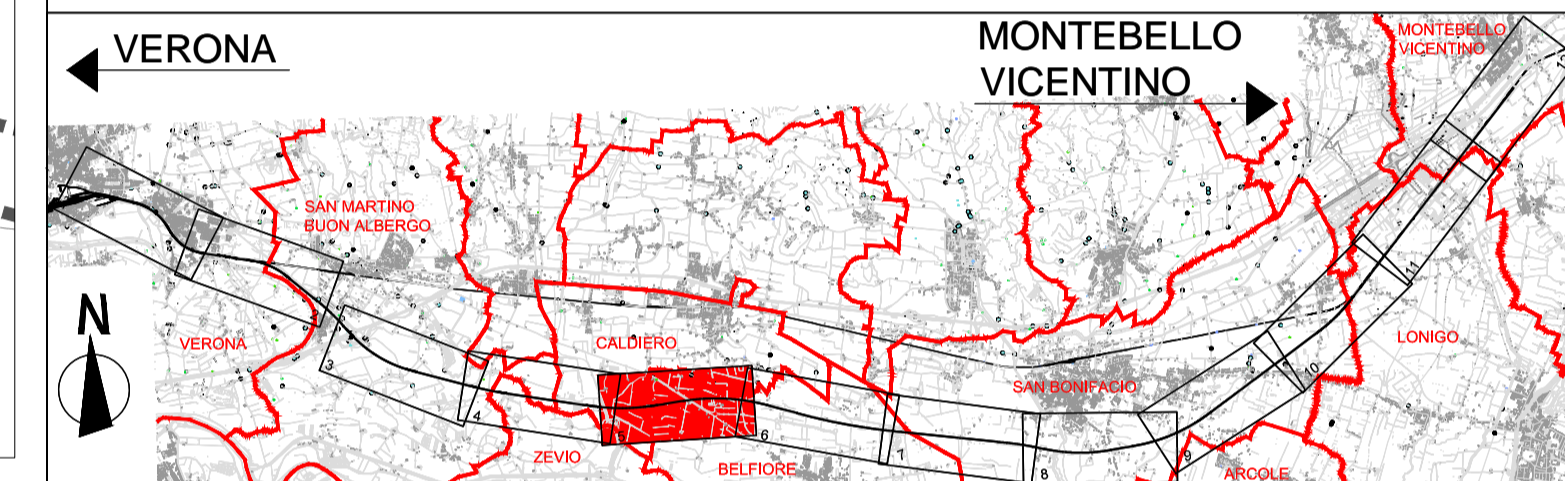 VERONA
MONTEBELLO
VICENTINO
MONTEBELLO
VICENTINO
SAN MARTINO
BUON ALBERGO
N
VERONA
CALDIERO
LONIGO
SAN BONIFACIO
ZEVIO
BELFIORE
ARCOLE
3
4
5
6
7
8
9
10
11